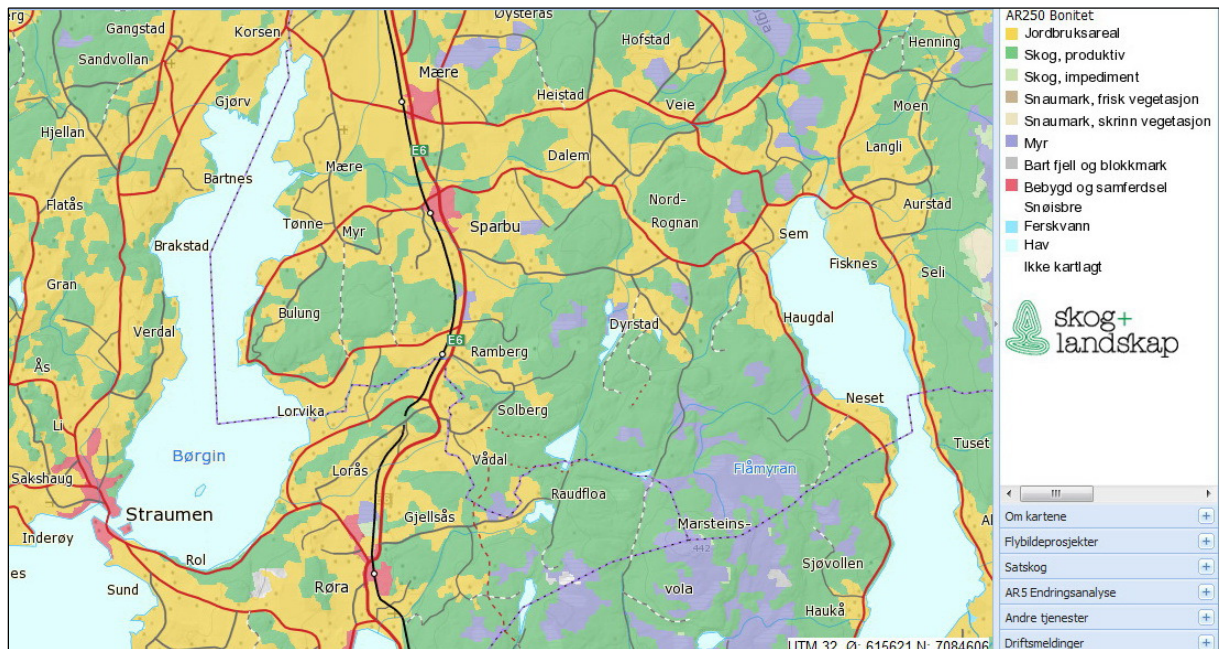 Gangstad
Korsen
Øysterås
Hofstad
Henning
Sandvollan
Mære
Heistad
Veie
Moen
Gjørv
Hjellan
E6
Langli
Bartnes
Mære
Dalem
Flatås
Tønne
Myr
Sparbu
Nord-
Rognan
Aurstad
Brakstad
Sem
Fisknes
Seli
Gran
Bulung
Haugdal
Verdal
Dyrstad
E6
Ramberg
Ås
Lorvika
Solberg
Neset
Li
Tuset
Børgin
Vådal
Flåmyran
Sakshaug
Lorås
Raudfloa
Straumen
Gjellsås
Marsteins-
Inderøy
442
Rol
Sjøvollen
Sund
Røra
vola
Haukå
UTM 32, Ø: 615621 N: 7084606
AR250 Bonitet
Jordbruksareal
Skog, produktiv
Skog, impediment
Snaumark, frisk vegetasjon
Snaumark, skrinn vegetasjon
Myr
Bart fjell og blokkmark
Bebygd og samferdsel
Snøisbre
Ferskvann
Hav
Ikke kartlagt
skog+
landskap
Om kartene
Flybildeprosjekter
Satskog
AR5 Endringsanalyse
Andre tjenester
Driftsmeldinger